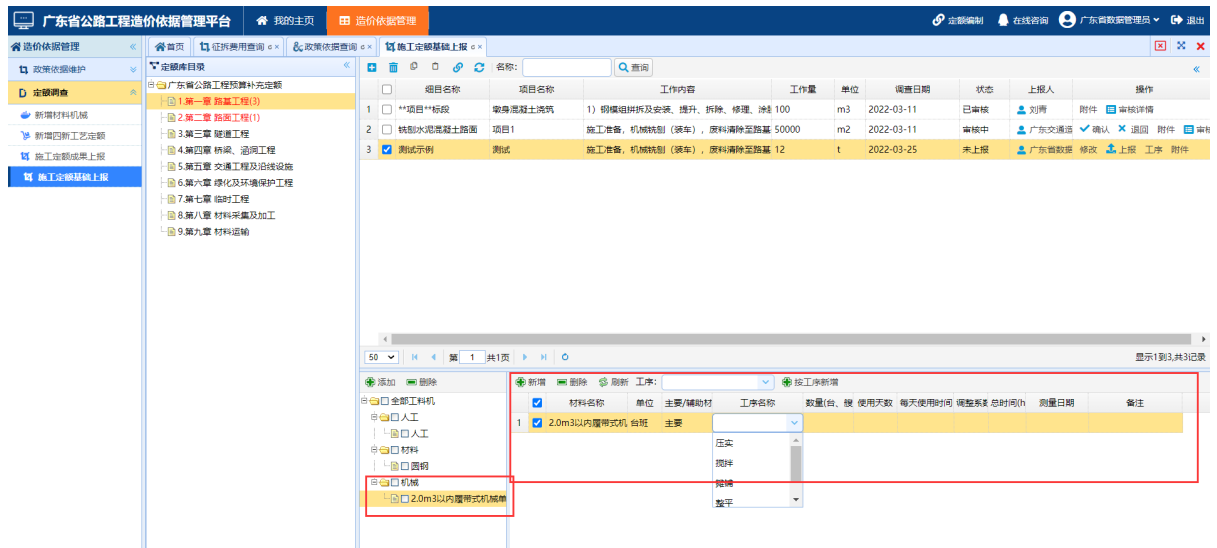 广东省公路工程造价依据管理平台 我的主页 造价依据管理 定额编制 在线咨询 广东省数据管理员 退出
造价依据管理 首页 征拆费用查询 政策依据查询 施工定额基础上报
政策依据维护
定额调查
新增材料机械
新增四新工艺定额
施工定额成果上报
施工定额基础上报
定额库目录
广东省公路工程预算补充定额
1.第一章 路基工程(3)
2.第二章 路面工程(1)
3.第三章 隧道工程
4.第四章 桥梁、涵洞工程
5.第五章 交通工程及沿线设施
6.第六章 绿化及环境保护工程
7.第七章 临时工程
8.第八章 材料采集及加工
9.第九章 材料运输
名称: 查询
细目名称 项目名称 工作内容 工作量 单位 调查日期 状态 上报人 操作
1 **项目**标段 墩身混凝土浇筑 1）钢模组拼拆及安装、提升、拆除、修理、涂 100 m3 2022-03-11 已审核 刘青 附件 审核详情
2 铣刨水泥混凝土路面 项目1 施工准备，机械铣刨（装车），废料清除至路基 50000 m2 2022-03-11 审核中 广东交通造 确认 退回 附件 审核
3 测试示例 测试 施工准备，机械铣刨（装车），废料清除至路基 12 t 2022-03-25 未上报 广东省数据 修改 上报 工序 附件
50 第 1 共1页 显示1到3,共3记录
添加 删除
全部工料机
人工
人工
材料
圆钢
机械
2.0m3以内履带式机械单
新增 删除 刷新 工序: 按工序新增
材料名称 单位 主要/辅助材 工序名称 数量(台、艘 使用天数 每天使用时间 调整系数 总时间(h 测量日期 备注
1 2.0m3以内履带式机 台班 主要
压实
搅拌
摊铺
整平